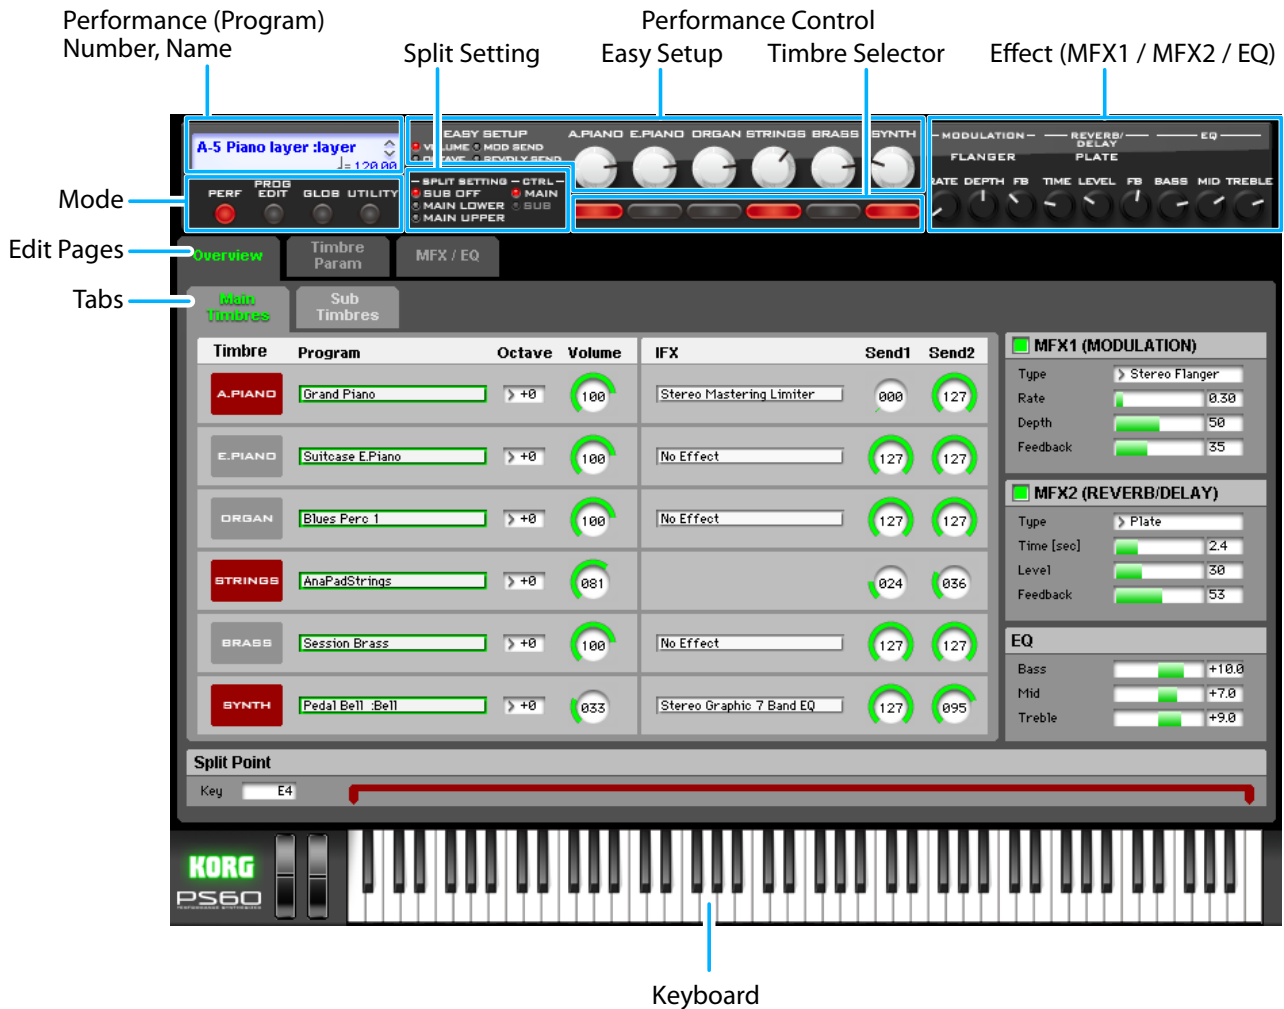 Performance (Program)
Number, Name
Split Setting
Performance Control
Easy Setup
Timbre Selector
Effect (MFX1 / MFX2 / EQ)
A-5 Piano layer :layer
♩= 120.00
EASY SETUP
VOLUME MOD SEND
OCTAVE REV/DLY SEND
A.PIANO E.PIANO ORGAN STRINGS BRASS SYNTH
MODULATION
REVERB/
DELAY
EQ
FLANGER
PLATE
RATE DEPTH FB TIME LEVEL FB BASS MID TREBLE
Mode
PERF
PROG
EDIT
GLOB
UTILITY
SPLIT SETTING CTRL
SUB OFF MAIN
MAIN LOWER SUB
MAIN UPPER
Edit Pages
Overview
Timbre
Param
MFX / EQ
Tabs
Main
Timbres
Sub
Timbres
Timbre Program Octave Volume IFX Send1 Send2
A.PIANO Grand Piano +0 100 Stereo Mastering Limiter 000 127
E.PIANO Suitcase E.Piano +0 100 No Effect 127 127
ORGAN Blues Perc 1 +0 100 No Effect 127 127
STRINGS AnaPadStrings +0 081 024 036
BRASS Session Brass +0 100 No Effect 127 127
SYNTH Pedal Bell :Bell +0 033 Stereo Graphic 7 Band EQ 127 095
MFX1 (MODULATION)
Type Stereo Flanger
Rate 0.30
Depth 50
Feedback 35
MFX2 (REVERB/DELAY)
Type Plate
Time [sec] 2.4
Level 30
Feedback 53
EQ
Bass +10.0
Mid +7.0
Treble +9.0
Split Point
Key E4
KORG
PS60
Keyboard